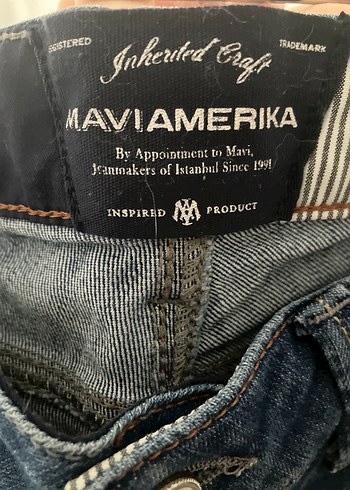 REGISTERED
Inherited Craft
TRADEMARK
MAVI AMERIKA
By Appointment to Mavi,
Jeanmakers of Istanbul Since 1991
INSPIRED PRODUCT